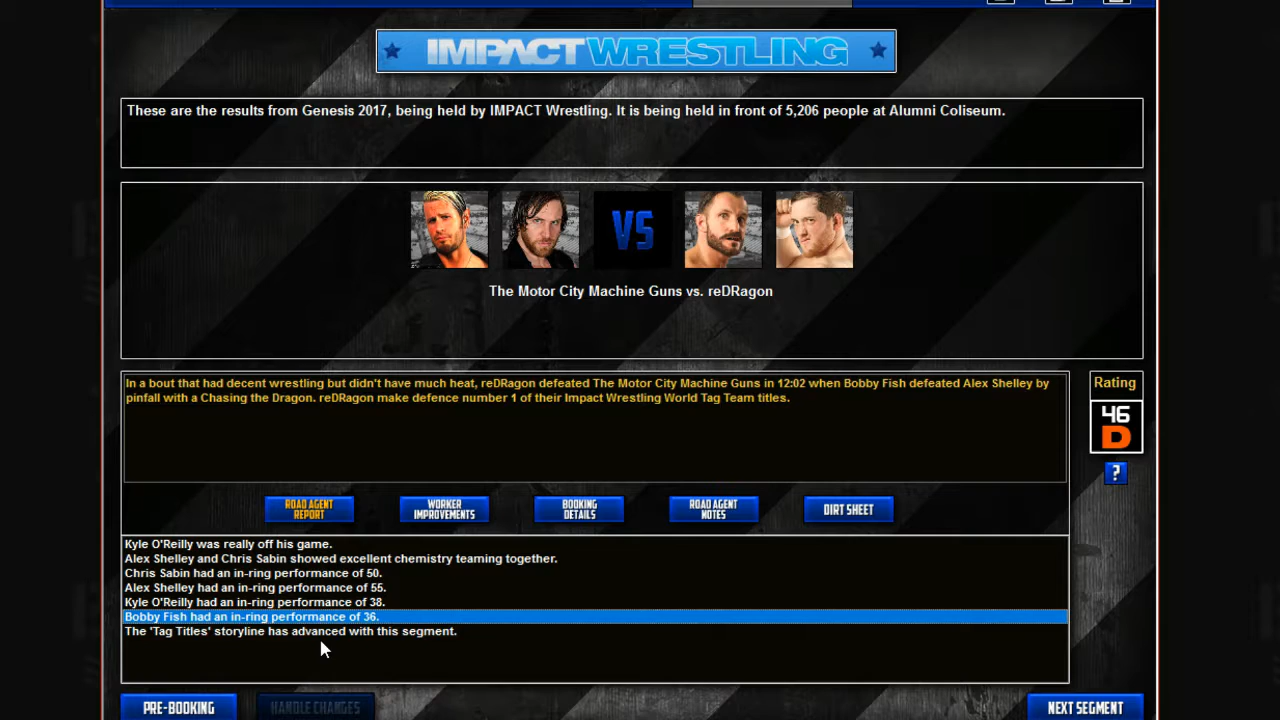 IMPACT WRESTLING
These are the results from Genesis 2017, being held by IMPACT Wrestling. It is being held in front of 5,206 people at Alumni Coliseum.
VS
The Motor City Machine Guns vs. reDRagon
In a bout that had decent wrestling but didn't have much heat, reDRagon defeated The Motor City Machine Guns in 12:02 when Bobby Fish defeated Alex Shelley by
pinfall with a Chasing the Dragon. reDRagon make defence number 1 of their Impact Wrestling World Tag Team titles.
Rating
46
D
?
ROAD AGENT
REPORT
WORKER
IMPROVEMENTS
BOOKING
DETAILS
ROAD AGENT
NOTES
DIRT SHEET
Kyle O'Reilly was really off his game.
Alex Shelley and Chris Sabin showed excellent chemistry teaming together.
Chris Sabin had an in-ring performance of 50.
Alex Shelley had an in-ring performance of 55.
Kyle O'Reilly had an in-ring performance of 38.
Bobby Fish had an in-ring performance of 36.
The 'Tag Titles' storyline has advanced with this segment.
PRE-BOOKING
HANDLE CHANGES
NEXT SEGMENT